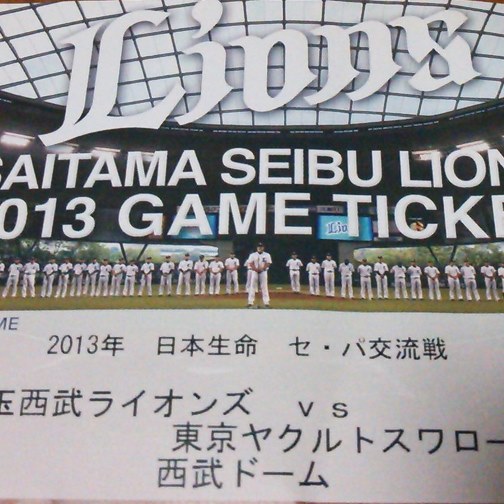 Lions
SAITAMA SEIBU LION
2013 GAME TICKE
Lions
ME
2013年 日本生命 セ・パ交流戦
玉西武ライオンズ vs
東京ヤクルトスワロー
西武ドーム